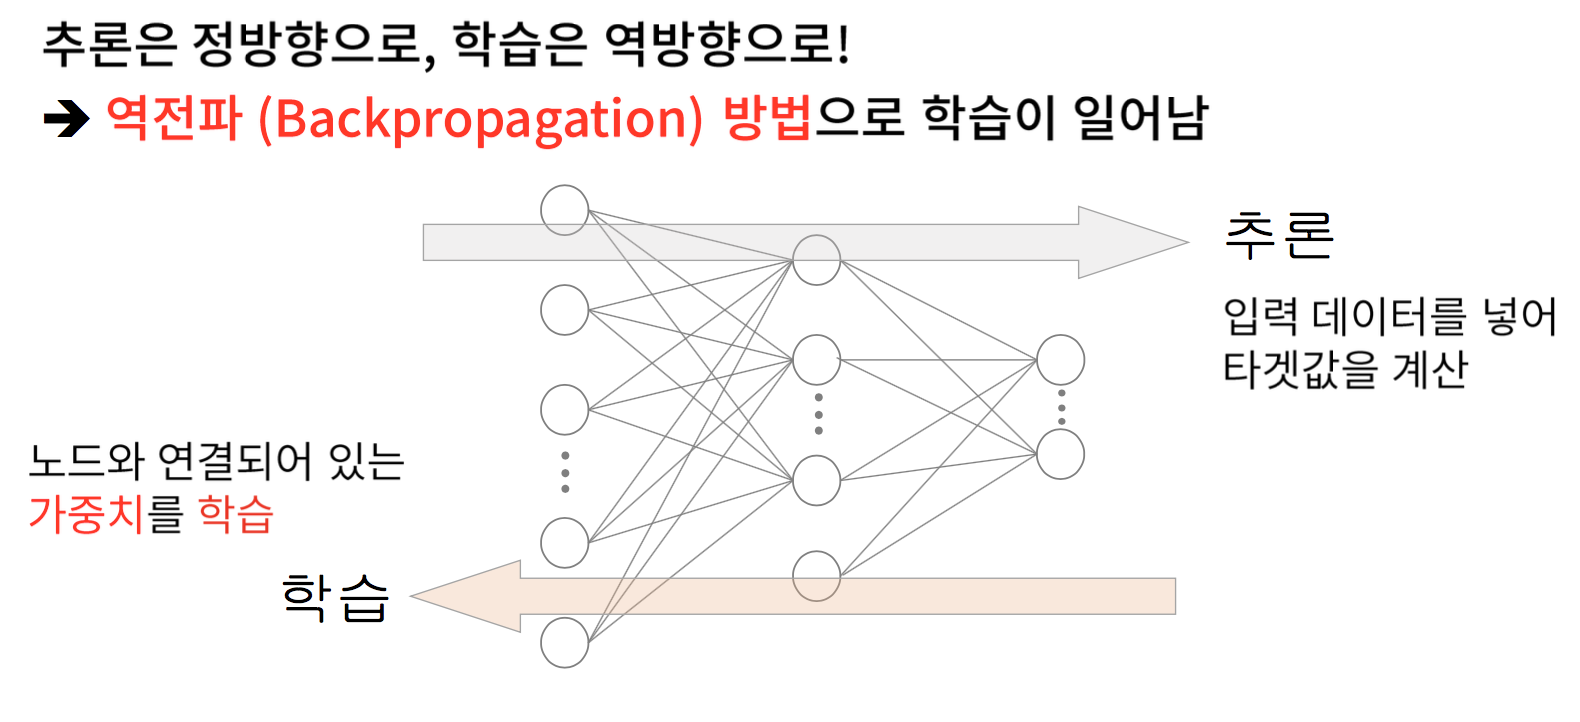 추론은 정방향으로, 학습은 역방향으로!
➔ 역전파 (Backpropagation) 방법으로 학습이 일어남
추론
입력 데이터를 넣어
타겟값을 계산
노드와 연결되어 있는
가중치를 학습
학습